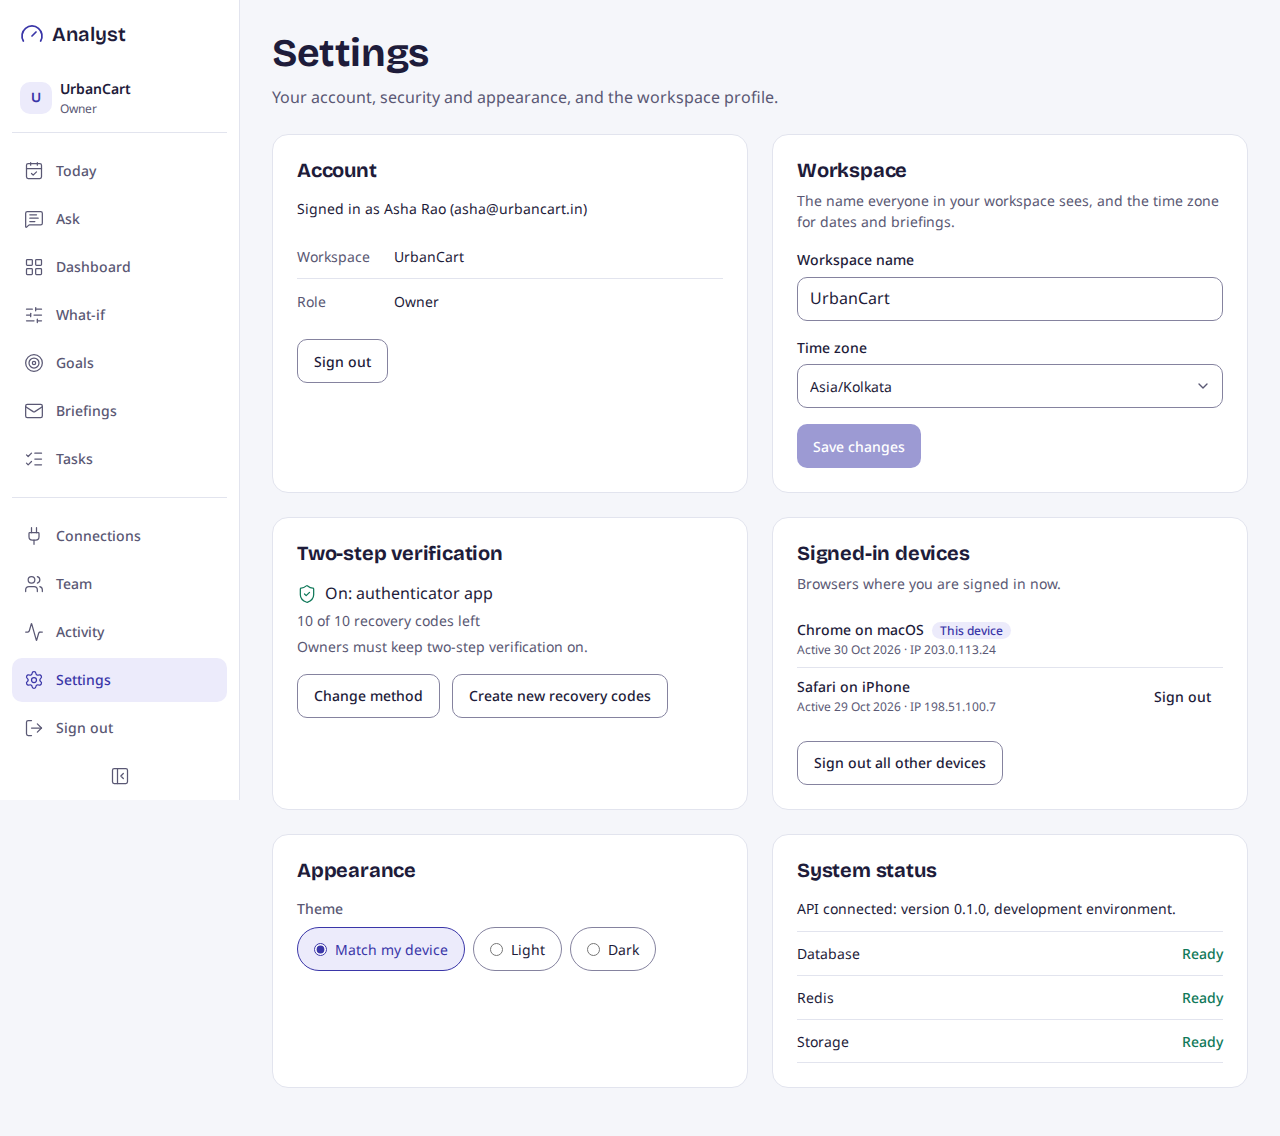 Analyst
U
UrbanCart
Owner
Today
Ask
Dashboard
What-if
Goals
Briefings
Tasks
Connections
Team
Activity
Settings
Sign out
Settings
Your account, security and appearance, and the workspace profile.
Account
Signed in as Asha Rao (asha@urbancart.in)
Workspace UrbanCart
Role Owner
Sign out
Workspace
The name everyone in your workspace sees, and the time zone
for dates and briefings.
Workspace name
UrbanCart
Time zone
Asia/Kolkata
Save changes
Two-step verification
On: authenticator app
10 of 10 recovery codes left
Owners must keep two-step verification on.
Change method Create new recovery codes
Signed-in devices
Browsers where you are signed in now.
Chrome on macOS This device
Active 30 Oct 2026 · IP 203.0.113.24
Safari on iPhone
Active 29 Oct 2026 · IP 198.51.100.7
Sign out
Sign out all other devices
Appearance
Theme
Match my device Light Dark
System status
API connected: version 0.1.0, development environment.
Database Ready
Redis Ready
Storage Ready